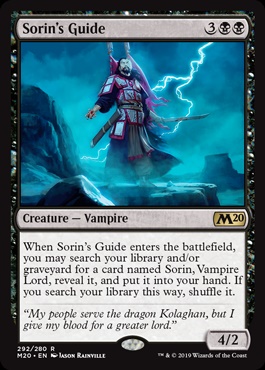 Sorin's Guide 3
Creature — Vampire M20
When Sorin's Guide enters the battlefield,
you may search your library and/or
graveyard for a card named Sorin, Vampire
Lord, reveal it, and put it into your hand. If
you search your library this way, shuffle it.
“My people serve the dragon Kolaghan, but I
give my blood for a greater lord.”
4/2
292/280 R
M20 • EN JASON RAINVILLE ™ & © 2019 Wizards of the Coast